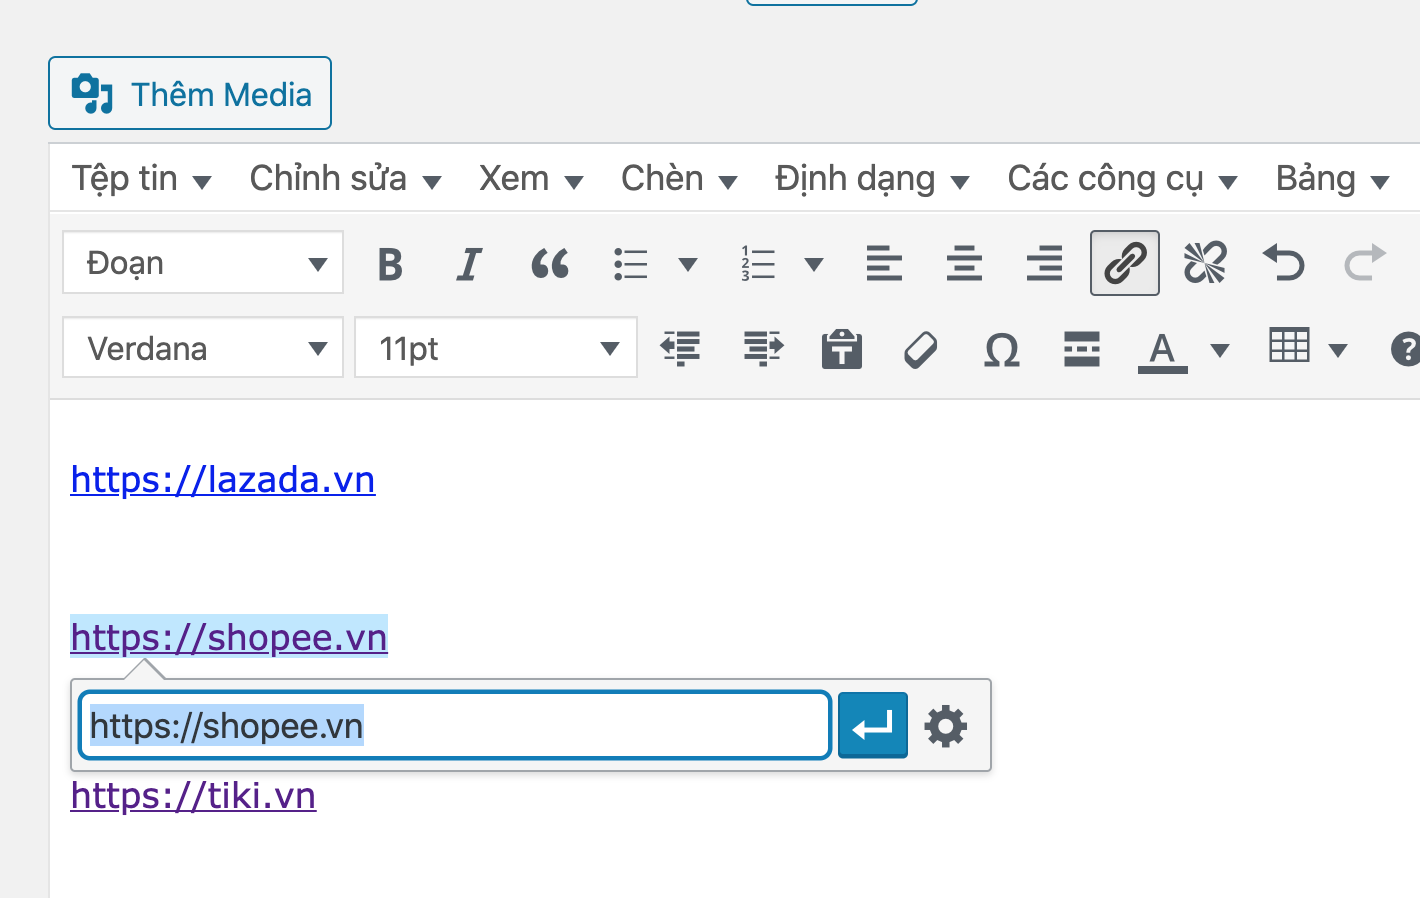 Thêm Media
Tệp tin Chỉnh sửa Xem Chèn Định dạng Các công cụ Bảng
Đoạn B I
Verdana 11pt Ω A ?
https://lazada.vn
https://shopee.vn
https://shopee.vn
https://tiki.vn